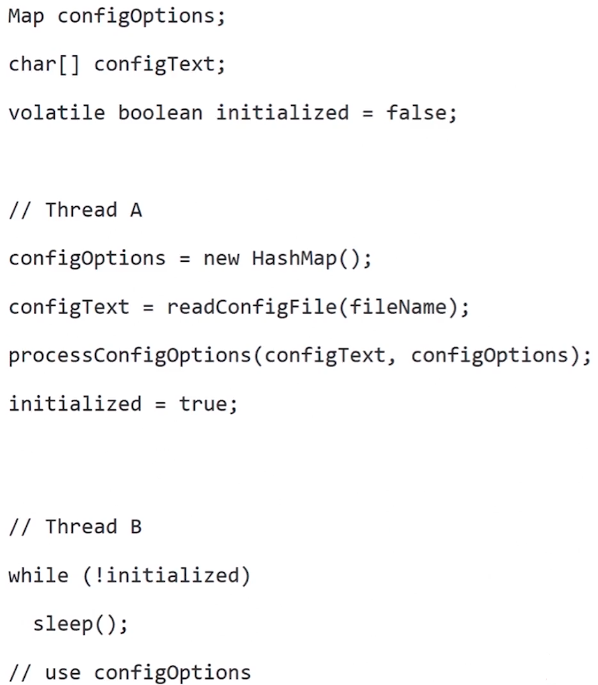 Map configOptions;
char[] configText;
volatile boolean initialized = false;
// Thread A
configOptions = new HashMap();
configText = readConfigFile(fileName);
processConfigOptions(configText, configOptions);
initialized = true;
// Thread B
while (!initialized)
  sleep();
// use configOptions